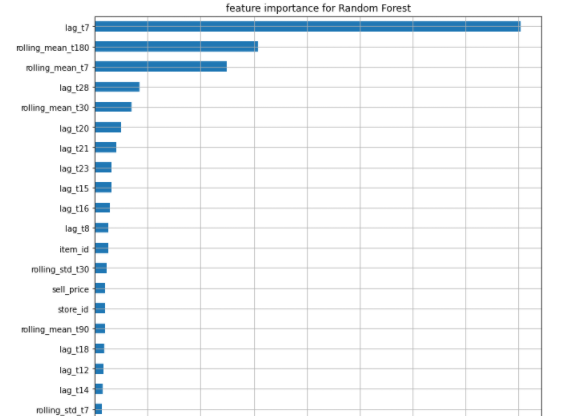 feature importance for Random Forest
lag_t7
rolling_mean_t180
rolling_mean_t7
lag_t28
rolling_mean_t30
lag_t20
lag_t21
lag_t23
lag_t15
lag_t16
lag_t8
item_id
rolling_std_t30
sell_price
store_id
rolling_mean_t90
lag_t18
lag_t12
lag_t14
rolling_std_t7